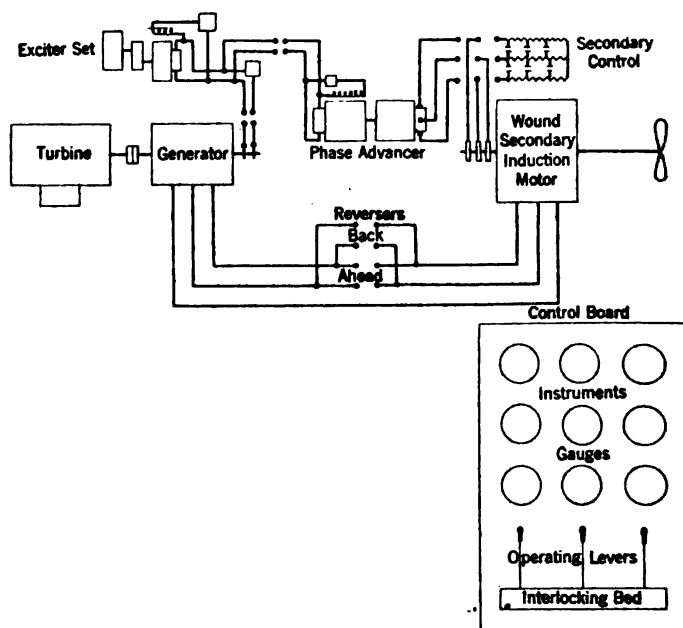 Exciter Set
Secondary
Control
Turbine
Generator
Phase Advancer
Wound
Secondary
Induction
Motor
Reversers
Back
Ahead
Control Board
Instruments
Gauges
Operating Levers
Interlocking Bed